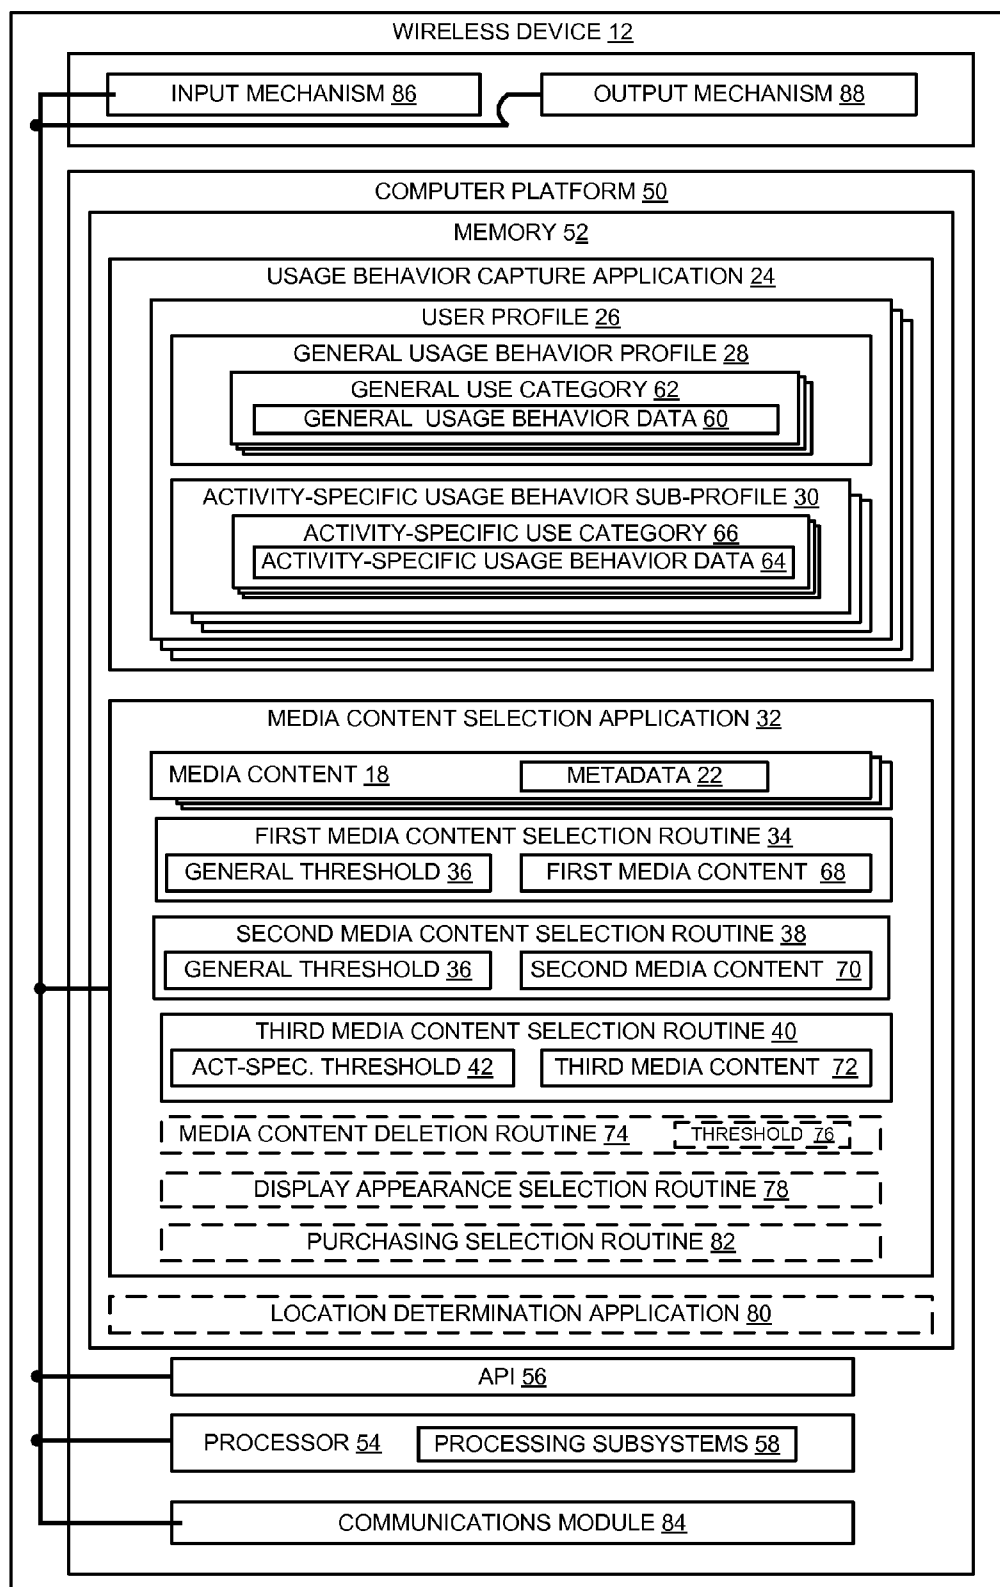 WIRELESS DEVICE 12
INPUT MECHANISM 86
OUTPUT MECHANISM 88
COMPUTER PLATFORM 50
MEMORY 52
USAGE BEHAVIOR CAPTURE APPLICATION 24
USER PROFILE 26
GENERAL USAGE BEHAVIOR PROFILE 28
GENERAL USE CATEGORY 62
GENERAL USAGE BEHAVIOR DATA 60
ACTIVITY-SPECIFIC USAGE BEHAVIOR SUB-PROFILE 30
ACTIVITY-SPECIFIC USE CATEGORY 66
ACTIVITY-SPECIFIC USAGE BEHAVIOR DATA 64
MEDIA CONTENT SELECTION APPLICATION 32
MEDIA CONTENT 18
METADATA 22
FIRST MEDIA CONTENT SELECTION ROUTINE 34
GENERAL THRESHOLD 36
FIRST MEDIA CONTENT 68
SECOND MEDIA CONTENT SELECTION ROUTINE 38
GENERAL THRESHOLD 36
SECOND MEDIA CONTENT 70
THIRD MEDIA CONTENT SELECTION ROUTINE 40
ACT-SPEC. THRESHOLD 42
THIRD MEDIA CONTENT 72
MEDIA CONTENT DELETION ROUTINE 74
THRESHOLD 76
DISPLAY APPEARANCE SELECTION ROUTINE 78
PURCHASING SELECTION ROUTINE 82
LOCATION DETERMINATION APPLICATION 80
API 56
PROCESSOR 54
PROCESSING SUBSYSTEMS 58
COMMUNICATIONS MODULE 84